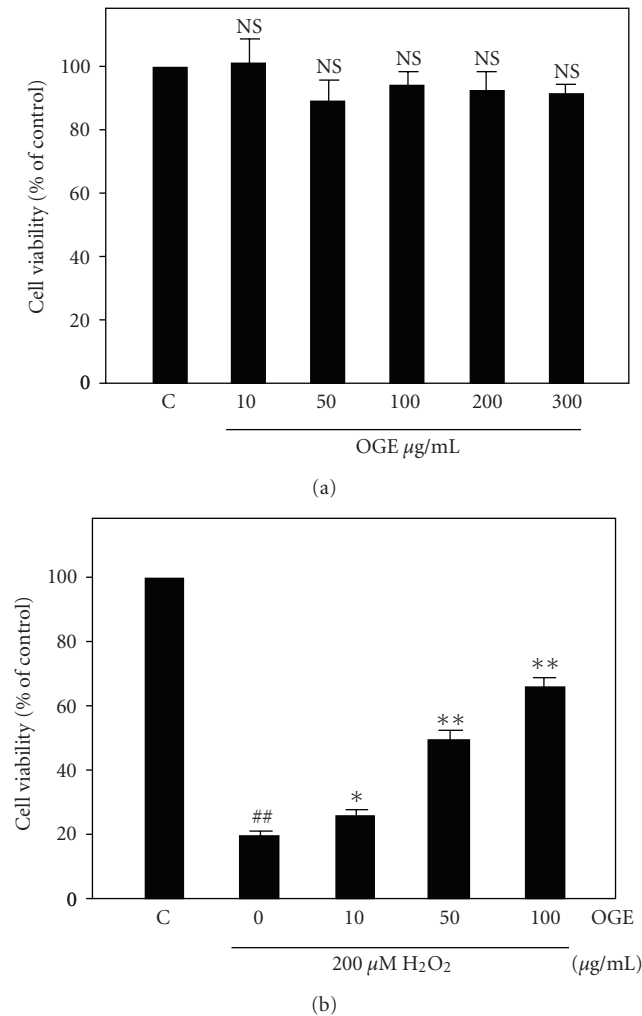 Cell viability (% of control)
100
80
60
40
20
0
NS
NS
NS
NS
NS
C
10
50
100
200
300
OGE μg/mL
(a)
Cell viability (% of control)
100
80
60
40
20
0
##
*
**
**
C
0
10
50
100
OGE
200 μM H₂O₂
(μg/mL)
(b)